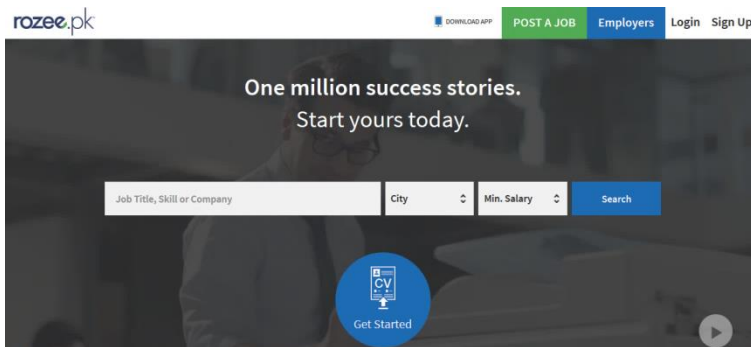 rozee.pk
DOWNLOAD APP
POST A JOB
Employers
Login
Sign Up
One million success stories.
Start yours today.
Job Title, Skill or Company
City
Min. Salary
Search
CV
Get Started